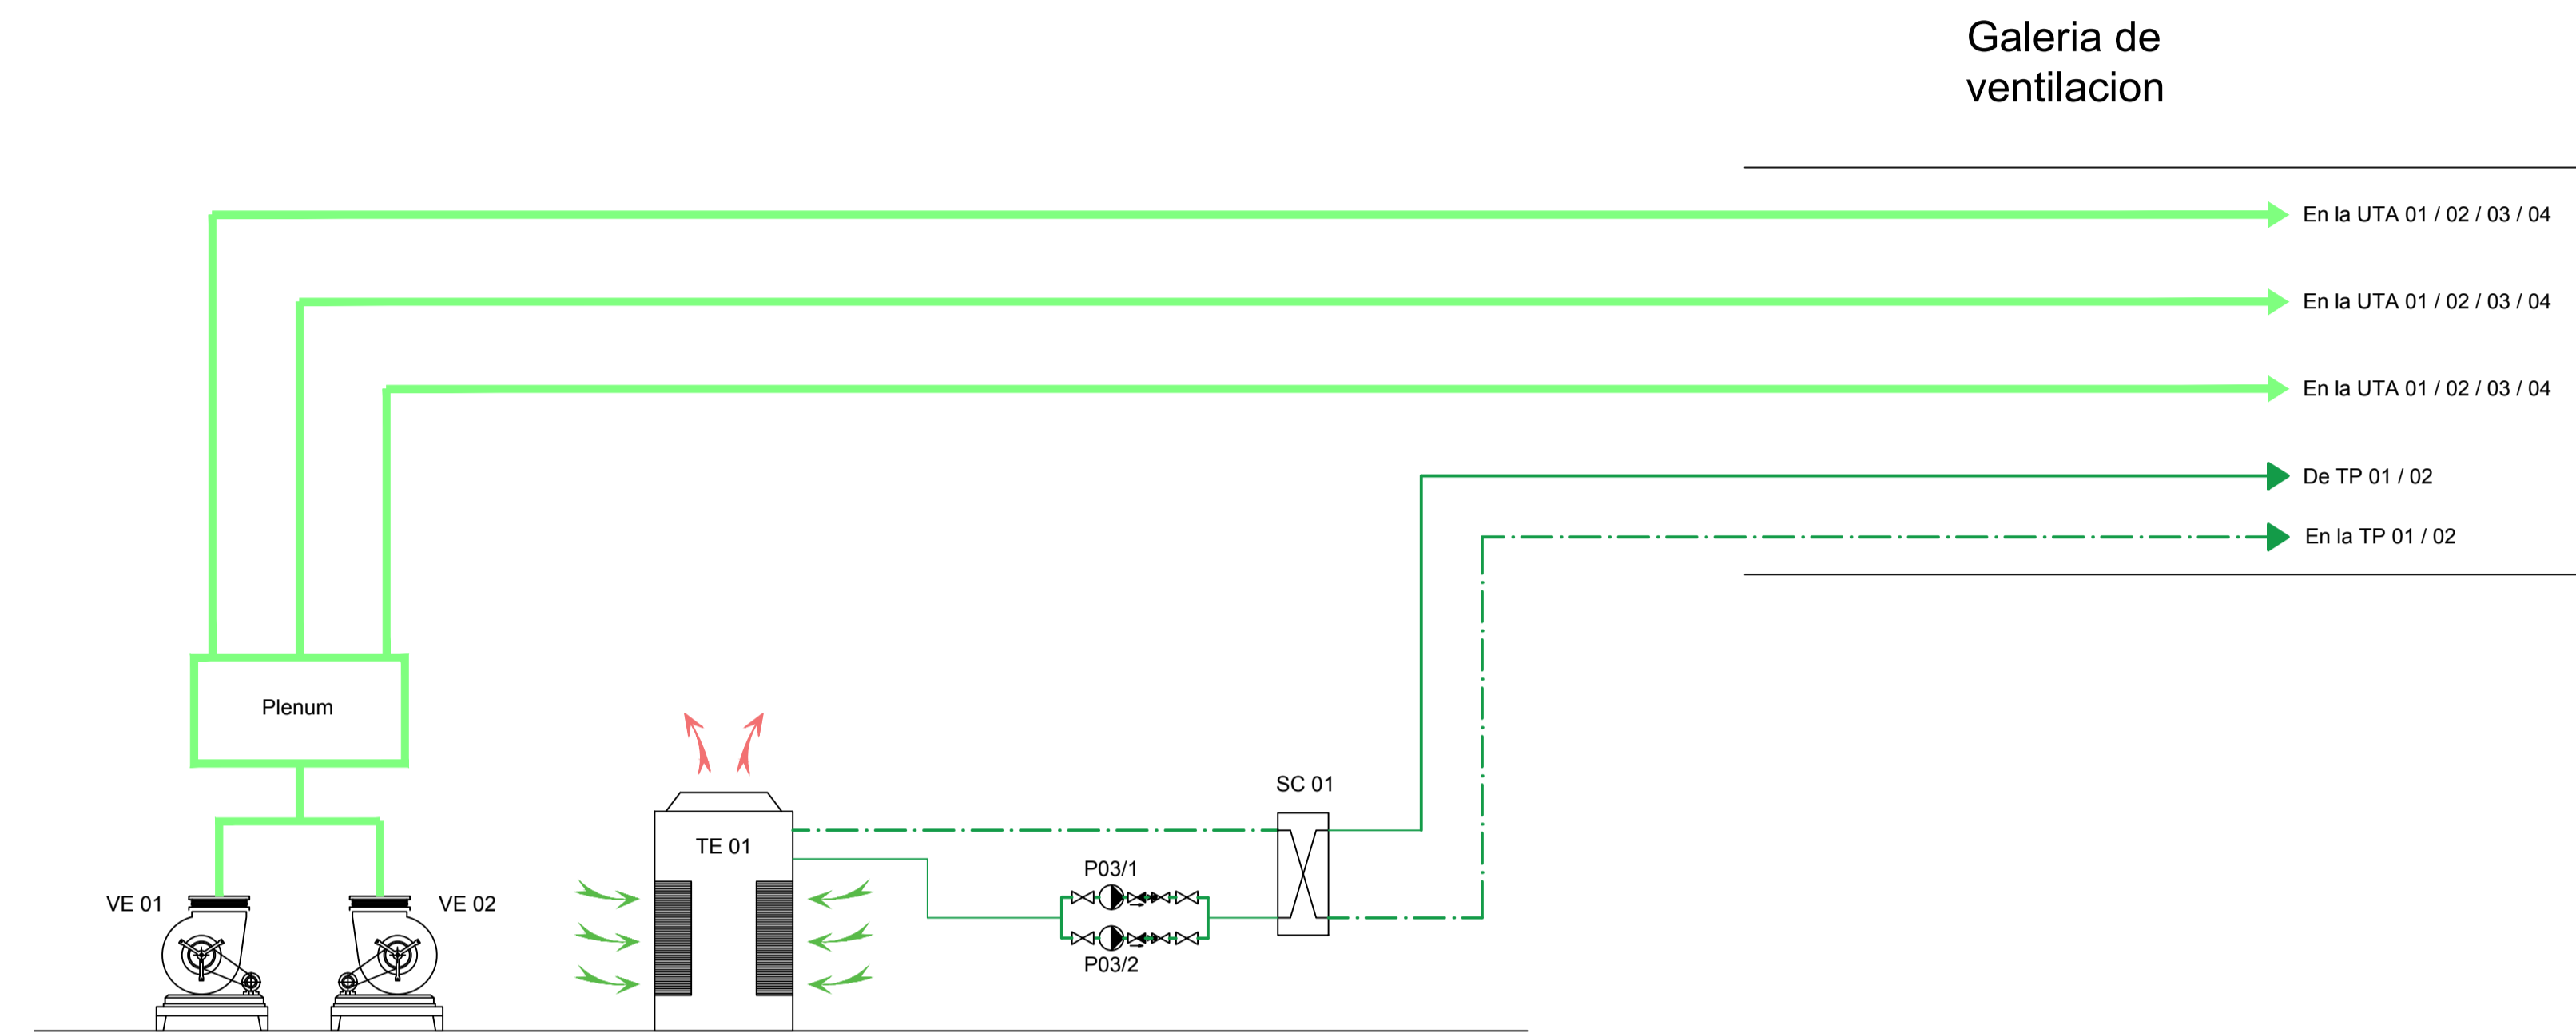 Galeria de
ventilacion
En la UTA 01 / 02 / 03 / 04
En la UTA 01 / 02 / 03 / 04
En la UTA 01 / 02 / 03 / 04
De TP 01 / 02
En la TP 01 / 02
Plenum
SC 01
TE 01
P03/1
VE 01
VE 02
P03/2